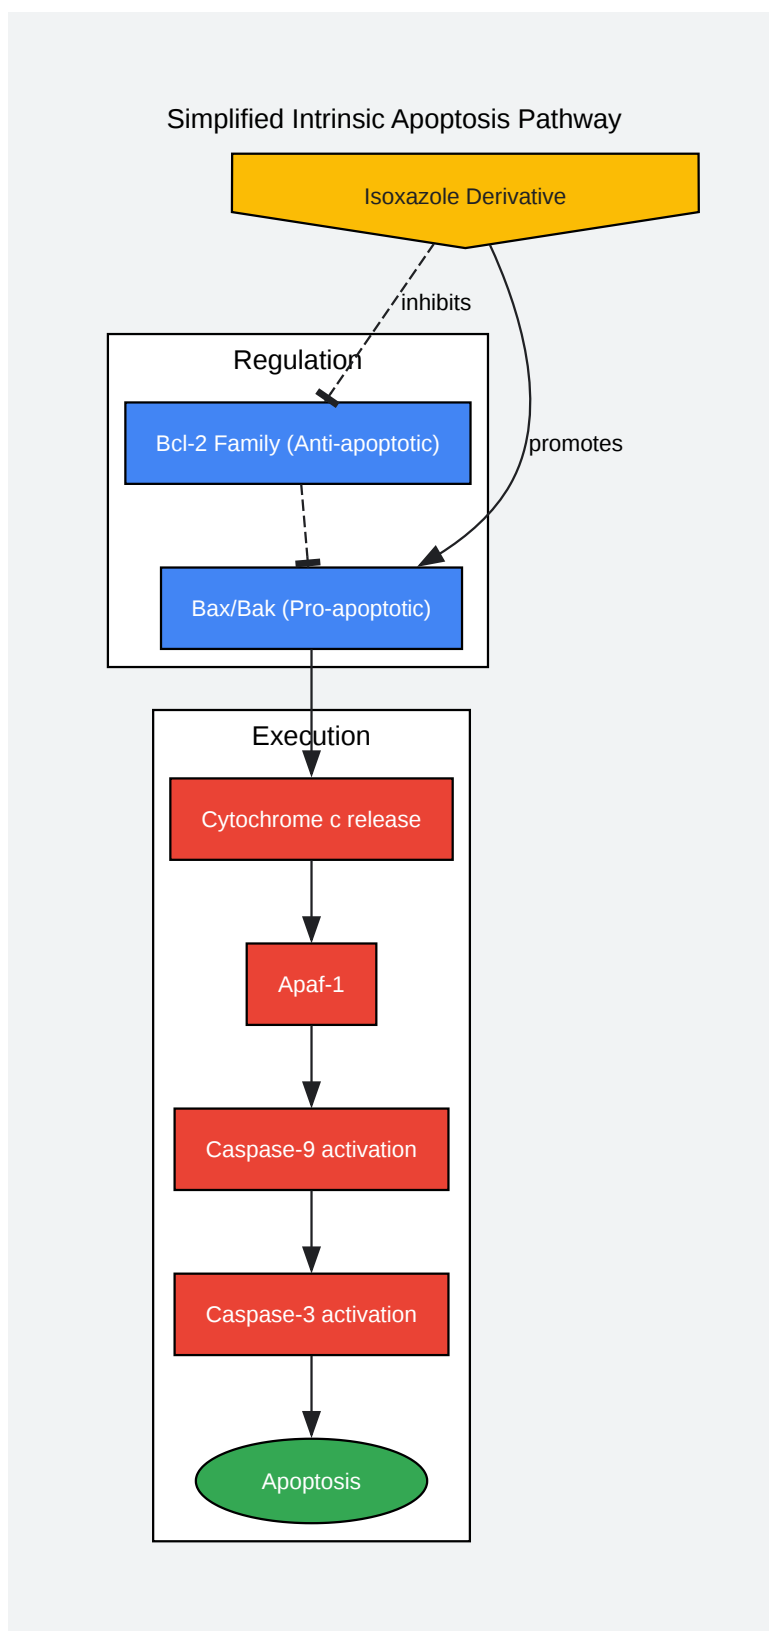 Simplified Intrinsic Apoptosis Pathway
Isoxazole Derivative
inhibits
Regulation
Bcl-2 Family (Anti-apoptotic)
promotes
Bax/Bak (Pro-apoptotic)
Execution
Cytochrome c release
Apaf-1
Caspase-9 activation
Caspase-3 activation
Apoptosis